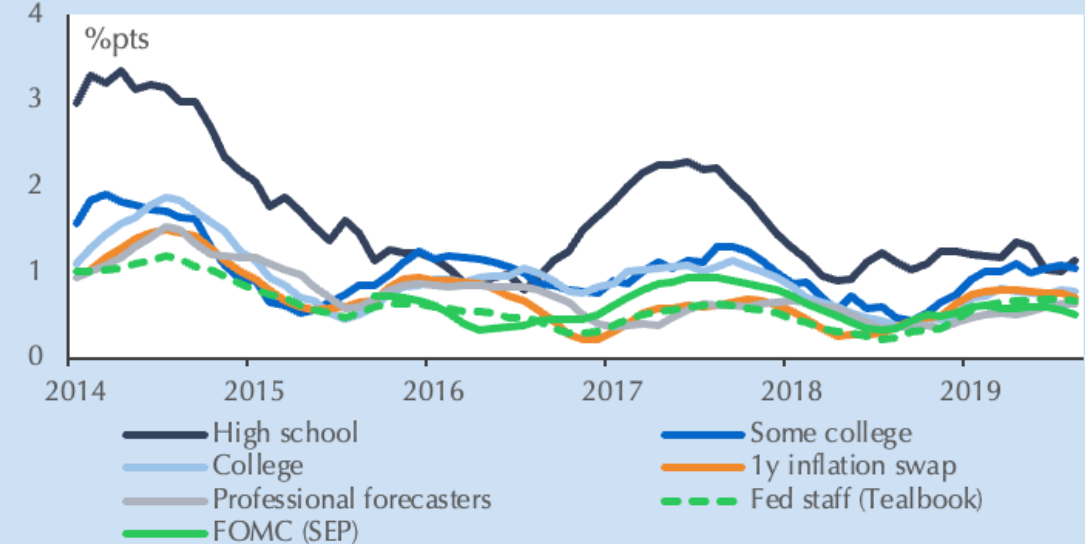 4
%pts
3
2
1
0
2014 2015 2016 2017 2018 2019
High school Some college
College 1y inflation swap
Professional forecasters Fed staff (Tealbook)
FOMC (SEP)